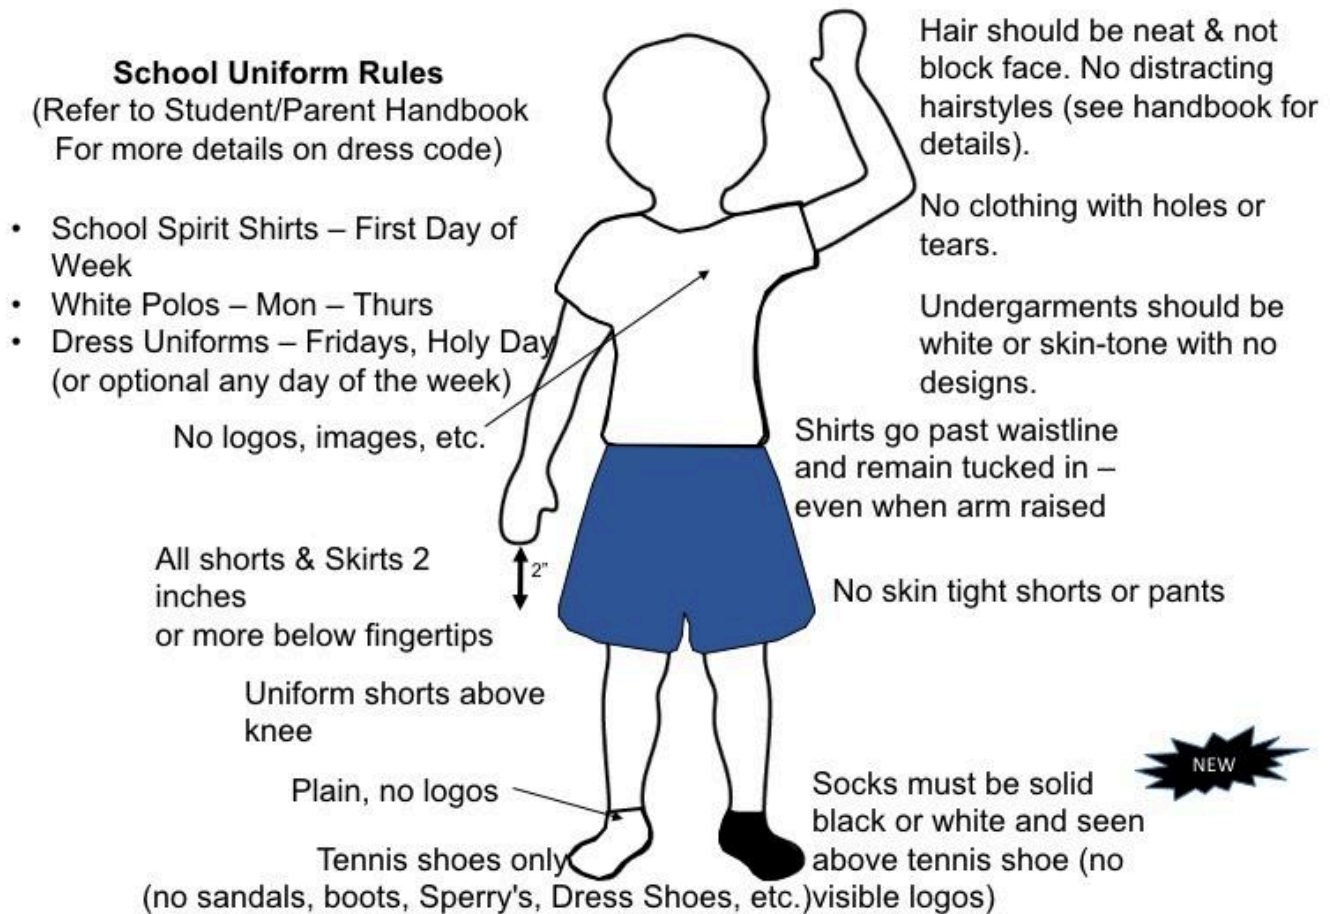 School Uniform Rules
(Refer to Student/Parent Handbook
For more details on dress code)
• School Spirit Shirts – First Day of
Week
• White Polos – Mon – Thurs
• Dress Uniforms – Fridays, Holy Day
(or optional any day of the week)
No logos, images, etc.
All shorts & Skirts 2
inches
or more below fingertips
2”
Uniform shorts above
knee
Plain, no logos
Tennis shoes only
(no sandals, boots, Sperry's, Dress Shoes, etc.)
Hair should be neat & not
block face. No distracting
hairstyles (see handbook for
details).
No clothing with holes or
tears.
Undergarments should be
white or skin-tone with no
designs.
Shirts go past waistline
and remain tucked in –
even when arm raised
No skin tight shorts or pants
NEW
Socks must be solid
black or white and seen
above tennis shoe (no
visible logos)